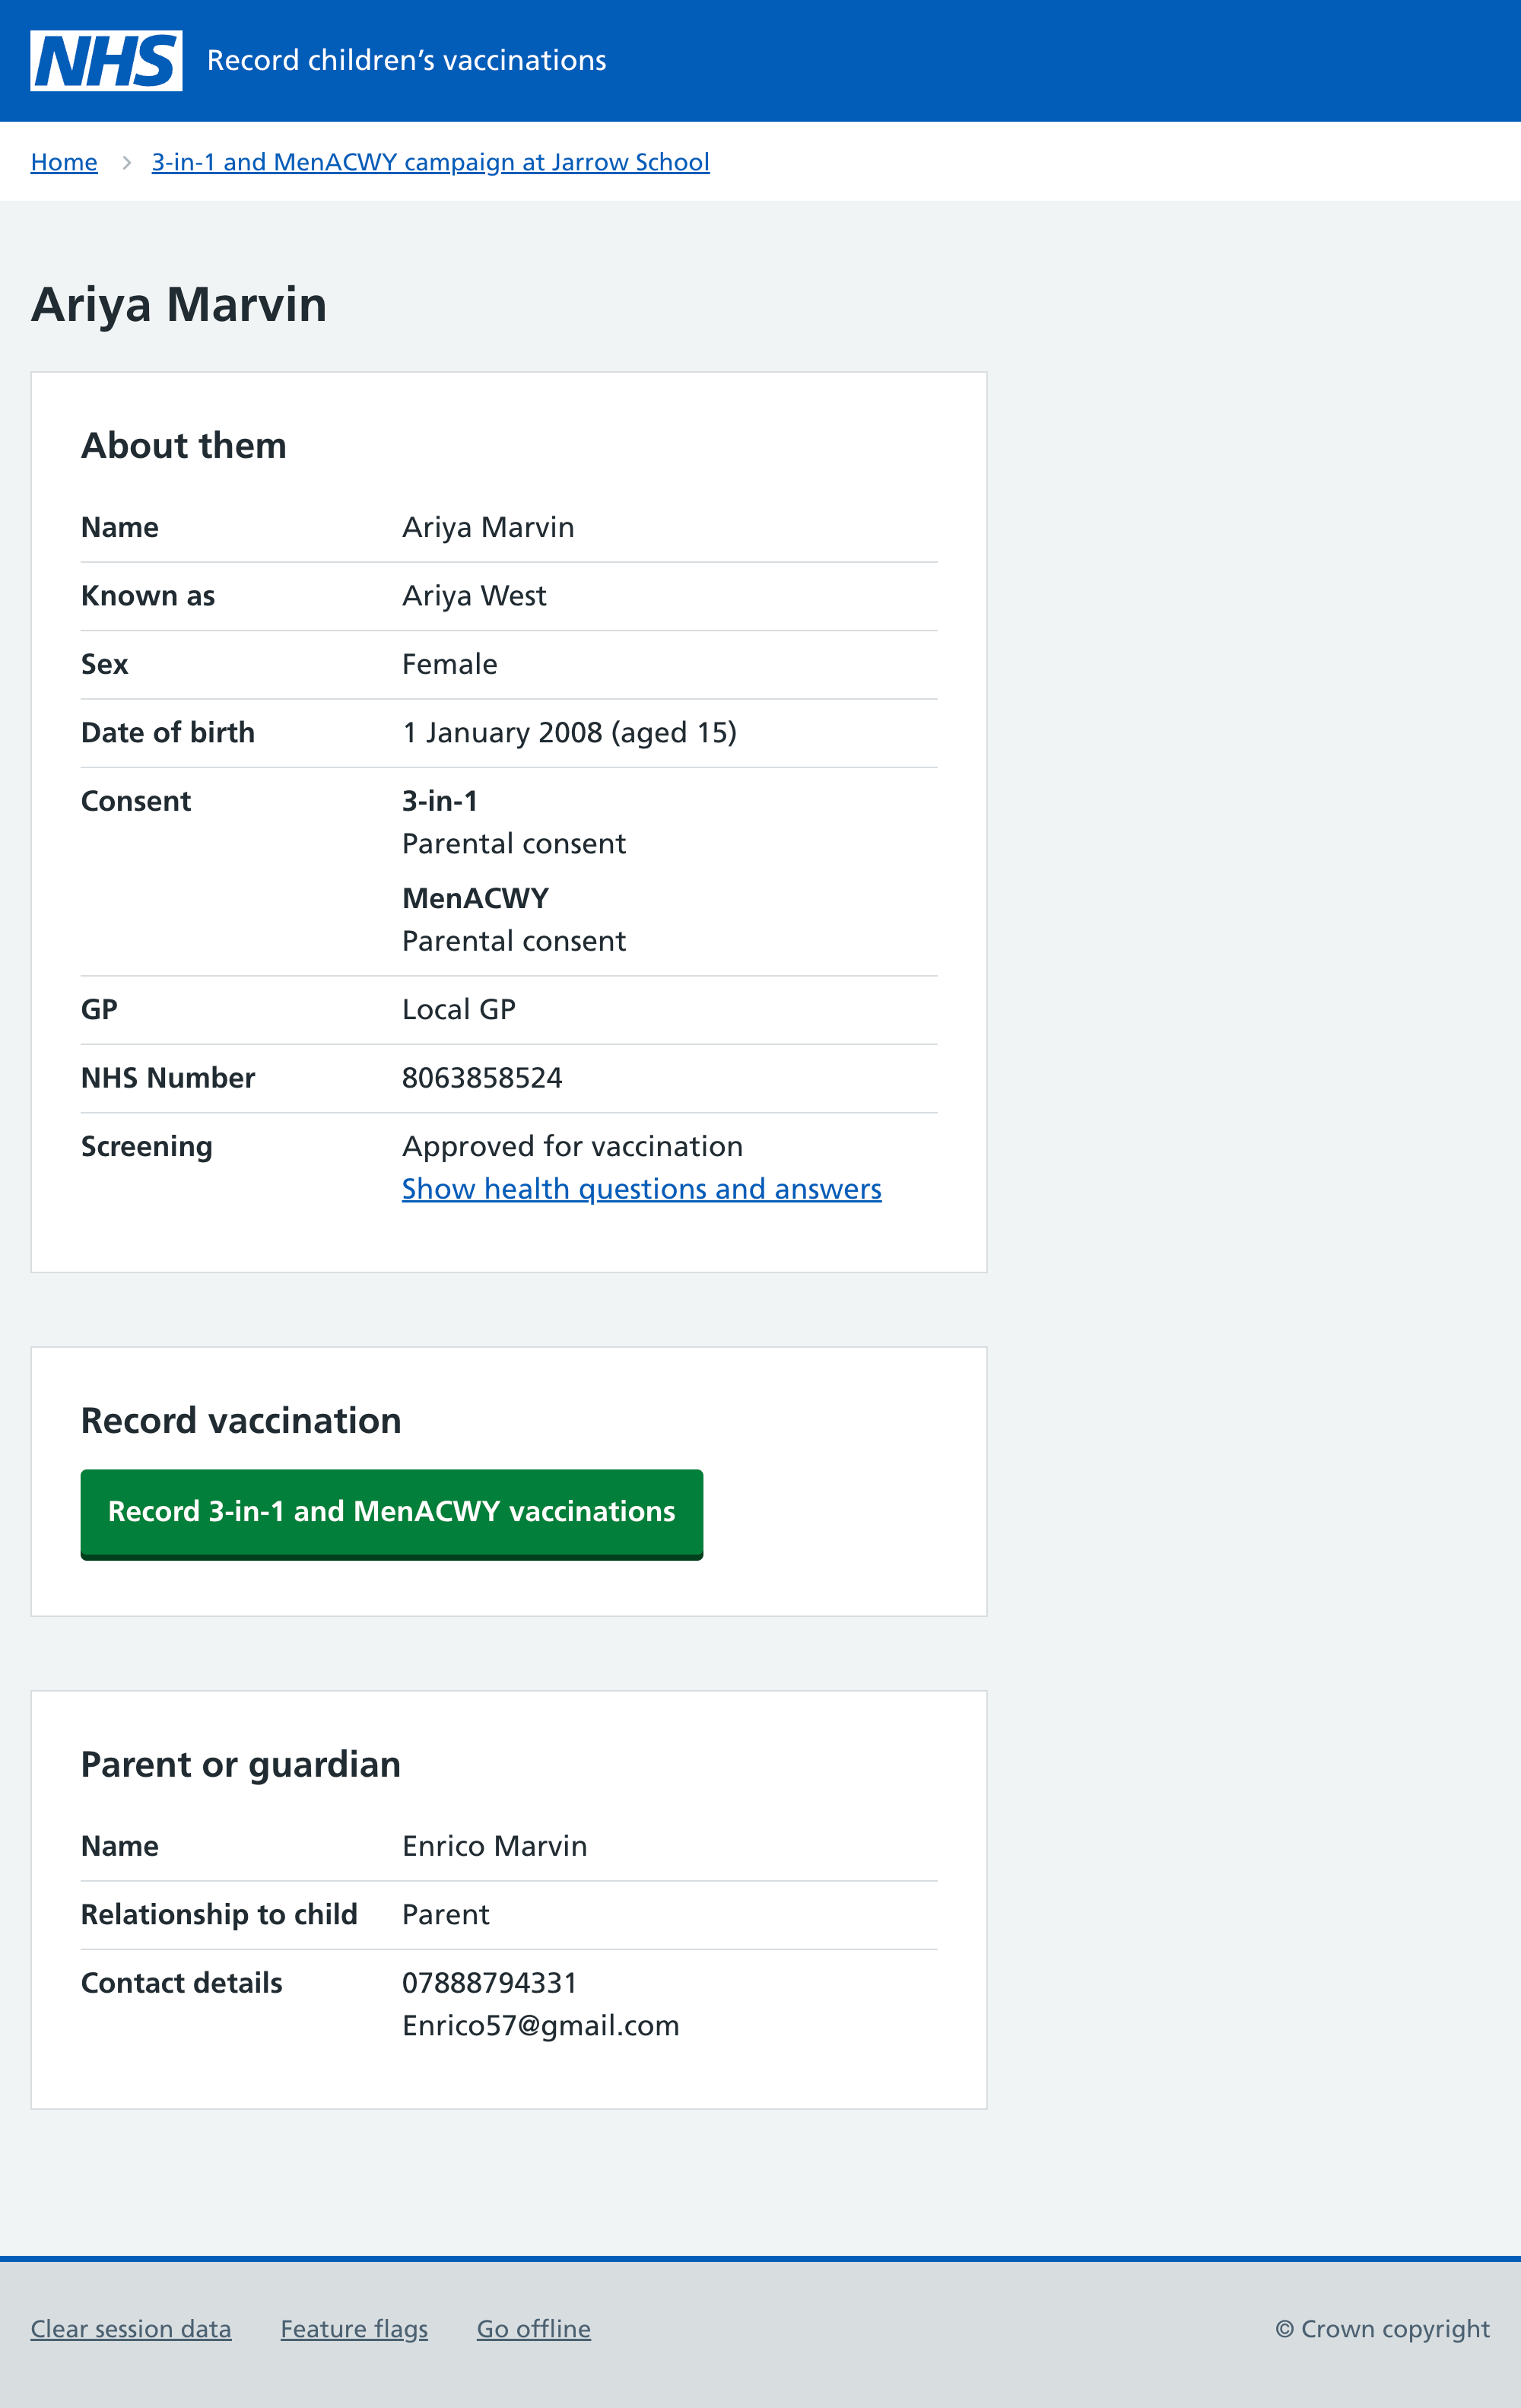 NHS Record children’s vaccinations
Home 3-in-1 and MenACWY campaign at Jarrow School
Ariya Marvin
About them
Name Ariya Marvin
Known as Ariya West
Sex Female
Date of birth 1 January 2008 (aged 15)
Consent 3-in-1
Parental consent
MenACWY
Parental consent
GP Local GP
NHS Number 8063858524
Screening Approved for vaccination
Show health questions and answers
Record vaccination
Record 3-in-1 and MenACWY vaccinations
Parent or guardian
Name Enrico Marvin
Relationship to child Parent
Contact details 07888794331
Enrico57@gmail.com
Clear session data Feature flags Go offline © Crown copyright